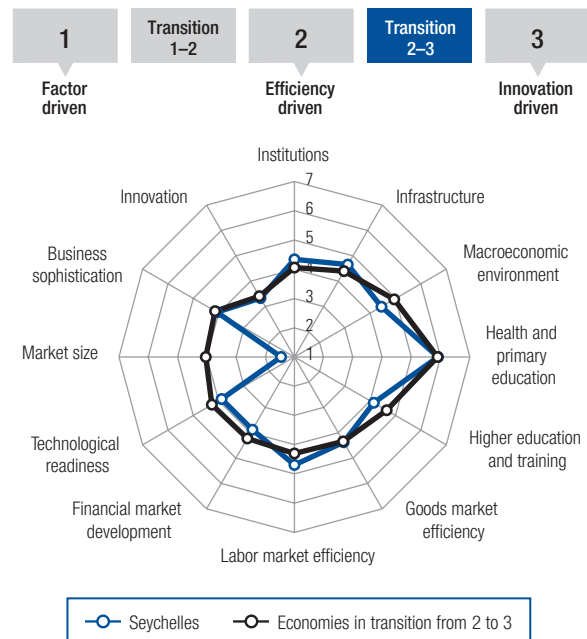 1
Transition
1–2
2
Transition
2–3
3
Factor
driven
Efficiency
driven
Innovation
driven
Institutions
7
Innovation
Infrastructure
6
5
Business
sophistication
Macroeconomic
environment
4
3
2
Market size
1
Health and
primary
education
Technological
readiness
Higher education
and training
Financial market
development
Goods market
efficiency
Labor market efficiency
Seychelles
Economies in transition from 2 to 3